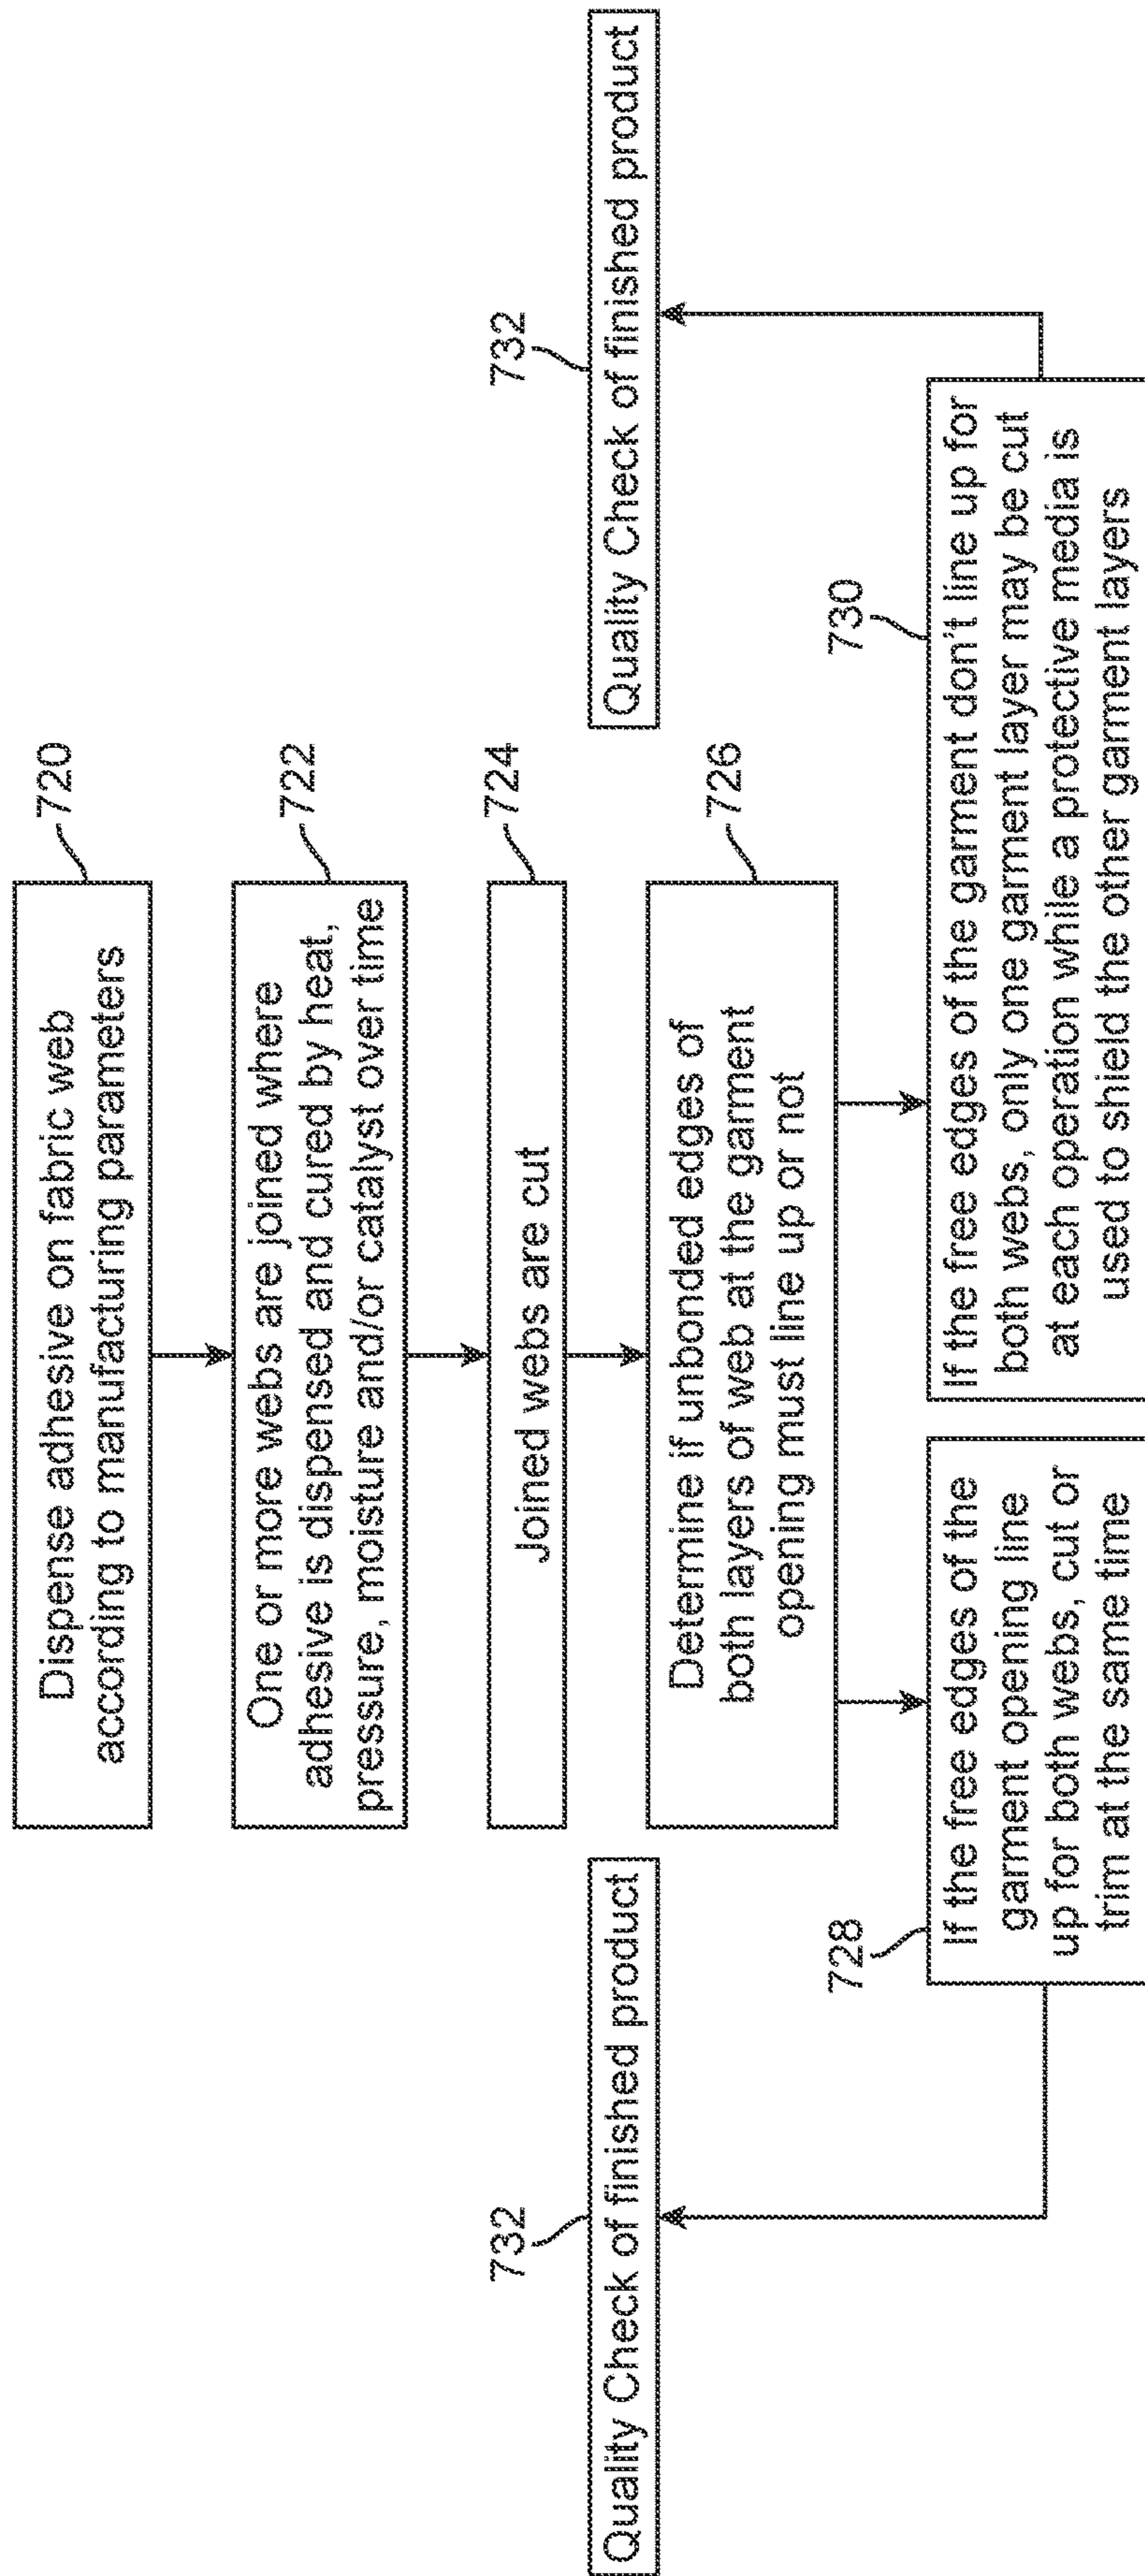 720
Dispense adhesive on fabric web
according to manufacturing parameters
722
One or more webs are joined where
adhesive is dispensed and cured by heat,
pressure, moisture and/or catalyst over time
724
Joined webs are cut
726
Determine if unbonded edges of
both layers of web at the garment
opening must line up or not
728
If the free edges of the
garment opening line
up for both webs, cut or
trim at the same time
730
If the free edges of the garment don't line up for
both webs, only one garment layer may be cut
at each operation while a protective media is
used to shield the other garment layers
732
Quality Check of finished product
732
Quality Check of finished product